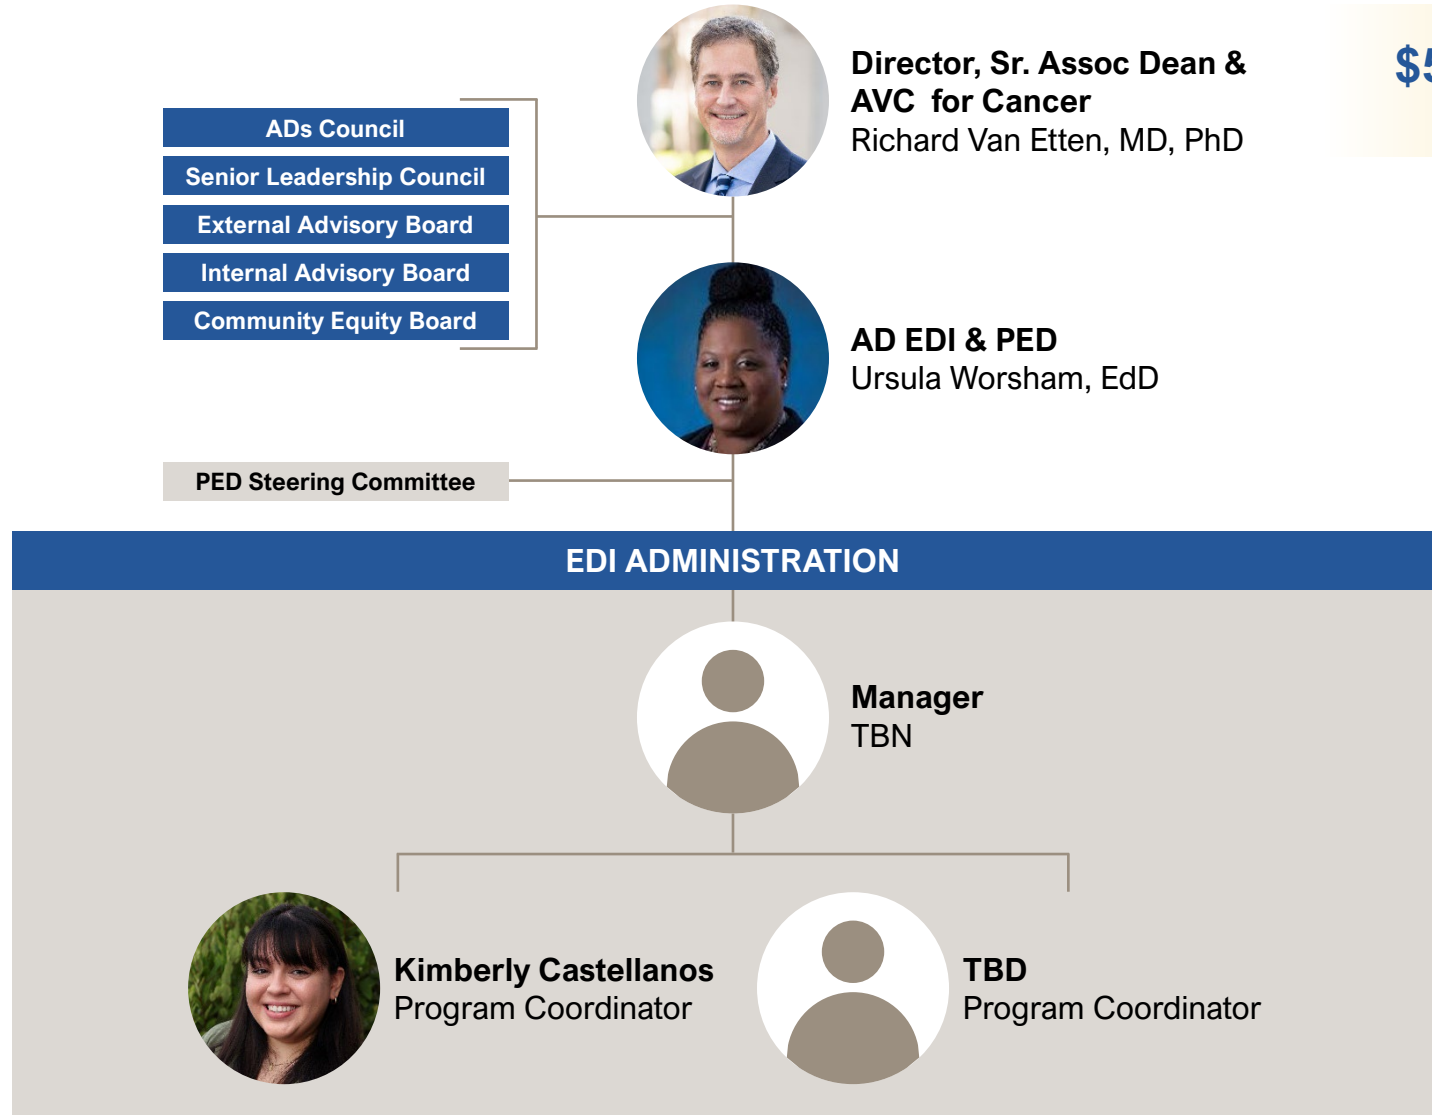 Director, Sr. Assoc Dean &
AVC for Cancer
Richard Van Etten, MD, PhD
ADs Council
Senior Leadership Council
External Advisory Board
Internal Advisory Board
Community Equity Board
AD EDI & PED
Ursula Worsham, EdD
PED Steering Committee
EDI ADMINISTRATION
Manager
TBN
Kimberly Castellanos
Program Coordinator
TBD
Program Coordinator